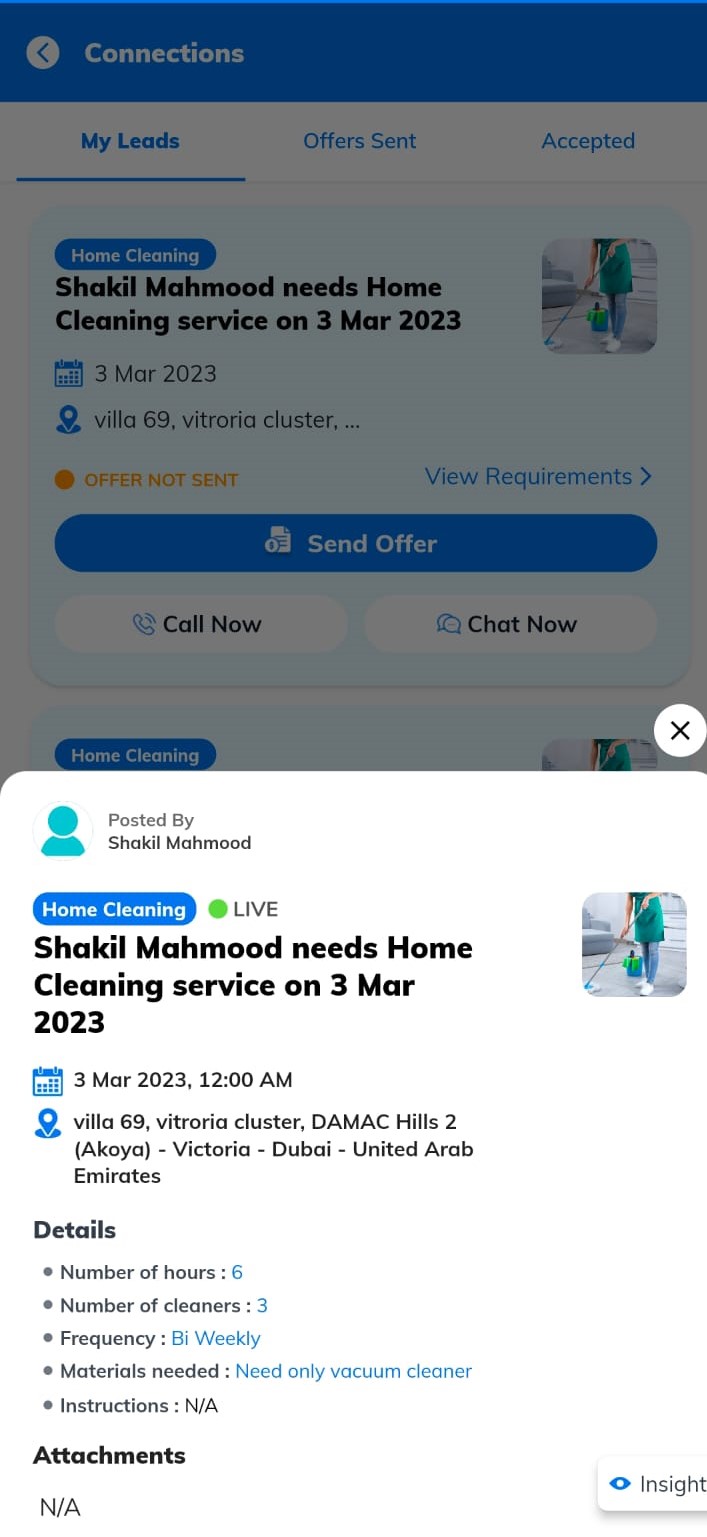 Connections
My Leads
Offers Sent
Accepted
Home Cleaning
Shakil Mahmood needs Home
Cleaning service on 3 Mar 2023
3 Mar 2023
villa 69, vitroria cluster, ...
OFFER NOT SENT
View Requirements
Send Offer
Call Now
Chat Now
Home Cleaning
Posted By
Shakil Mahmood
Home Cleaning
LIVE
Shakil Mahmood needs Home
Cleaning service on 3 Mar
2023
3 Mar 2023, 12:00 AM
villa 69, vitroria cluster, DAMAC Hills 2
(Akoya) - Victoria - Dubai - United Arab
Emirates
Details
Number of hours : 6
Number of cleaners : 3
Frequency : Bi Weekly
Materials needed : Need only vacuum cleaner
Instructions : N/A
Attachments
Insight
N/A